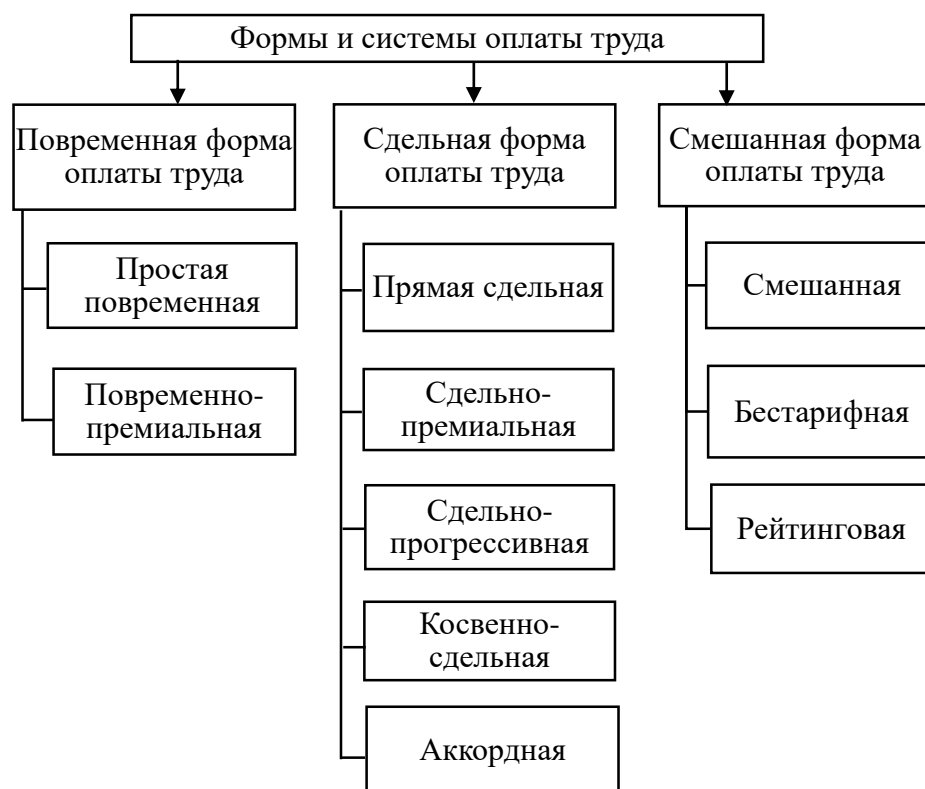 Формы и системы оплаты труда
Повременная форма
оплаты труда
Простая
повременная
Повременно-
премиальная
Сдельная форма
оплаты труда
Прямая сдельная
Сдельно-
премиальная
Сдельно-
прогрессивная
Косвенно-
сдельная
Аккордная
Смешанная форма
оплаты труда
Смешанная
Бестарифная
Рейтинговая